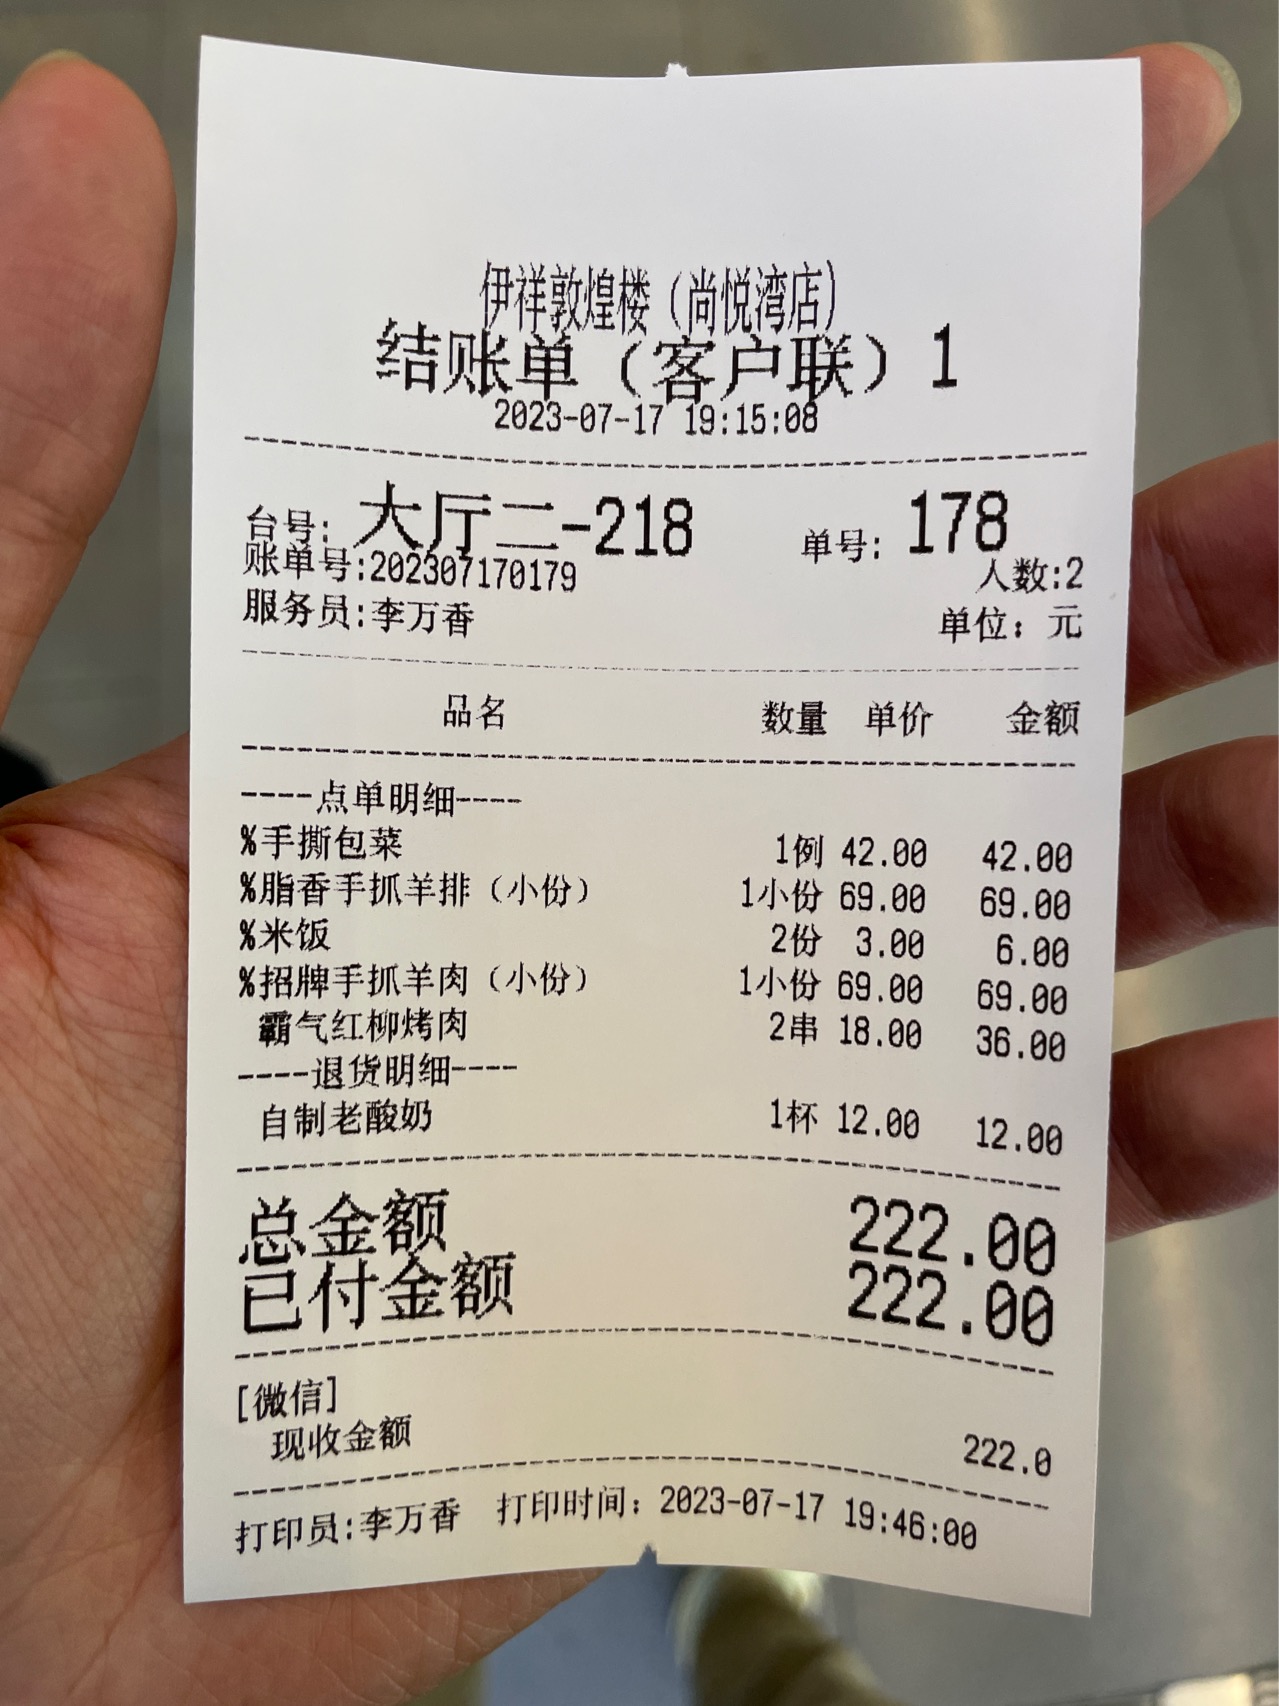 伊祥敦煌楼（尚悦湾店）
结账单（客户联）1
2023-07-17 19:15:08
台号: 大厅二-218 单号: 178
账单号:202307170179 人数:2
服务员:李万香 单位：元
品名 数量 单价 金额
----点单明细----
%手撕包菜 1例 42.00 42.00
%脂香手抓羊排（小份） 1小份 69.00 69.00
%米饭 2份 3.00 6.00
%招牌手抓羊肉（小份） 1小份 69.00 69.00
霸气红柳烤肉 2串 18.00 36.00
----退货明细----
自制老酸奶 1杯 12.00 12.00
总金额 222.00
已付金额 222.00
[微信]
现收金额 222.0
打印员:李万香 打印时间：2023-07-17 19:46:00